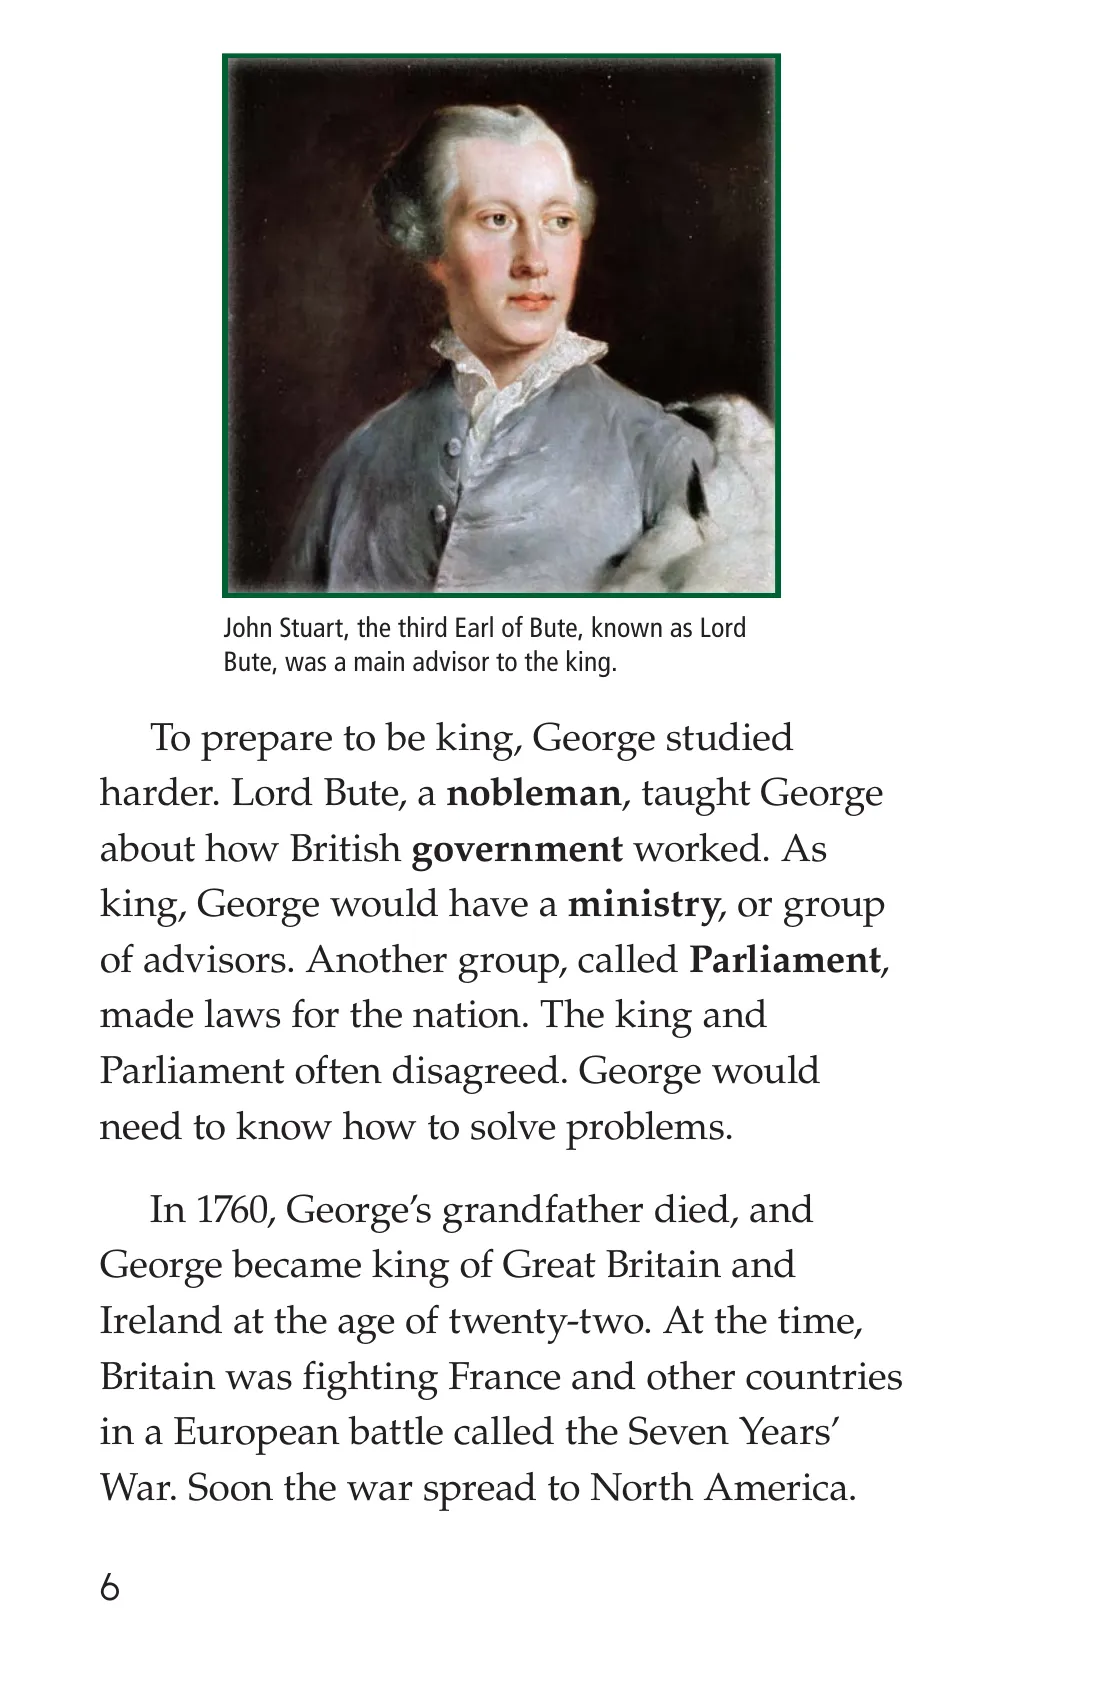 John Stuart, the third Earl of Bute, known as Lord
Bute, was a main advisor to the king.
To prepare to be king, George studied
harder. Lord Bute, a nobleman, taught George
about how British government worked. As
king, George would have a ministry, or group
of advisors. Another group, called Parliament,
made laws for the nation. The king and
Parliament often disagreed. George would
need to know how to solve problems.
In 1760, George’s grandfather died, and
George became king of Great Britain and
Ireland at the age of twenty-two. At the time,
Britain was fighting France and other countries
in a European battle called the Seven Years’
War. Soon the war spread to North America.
6